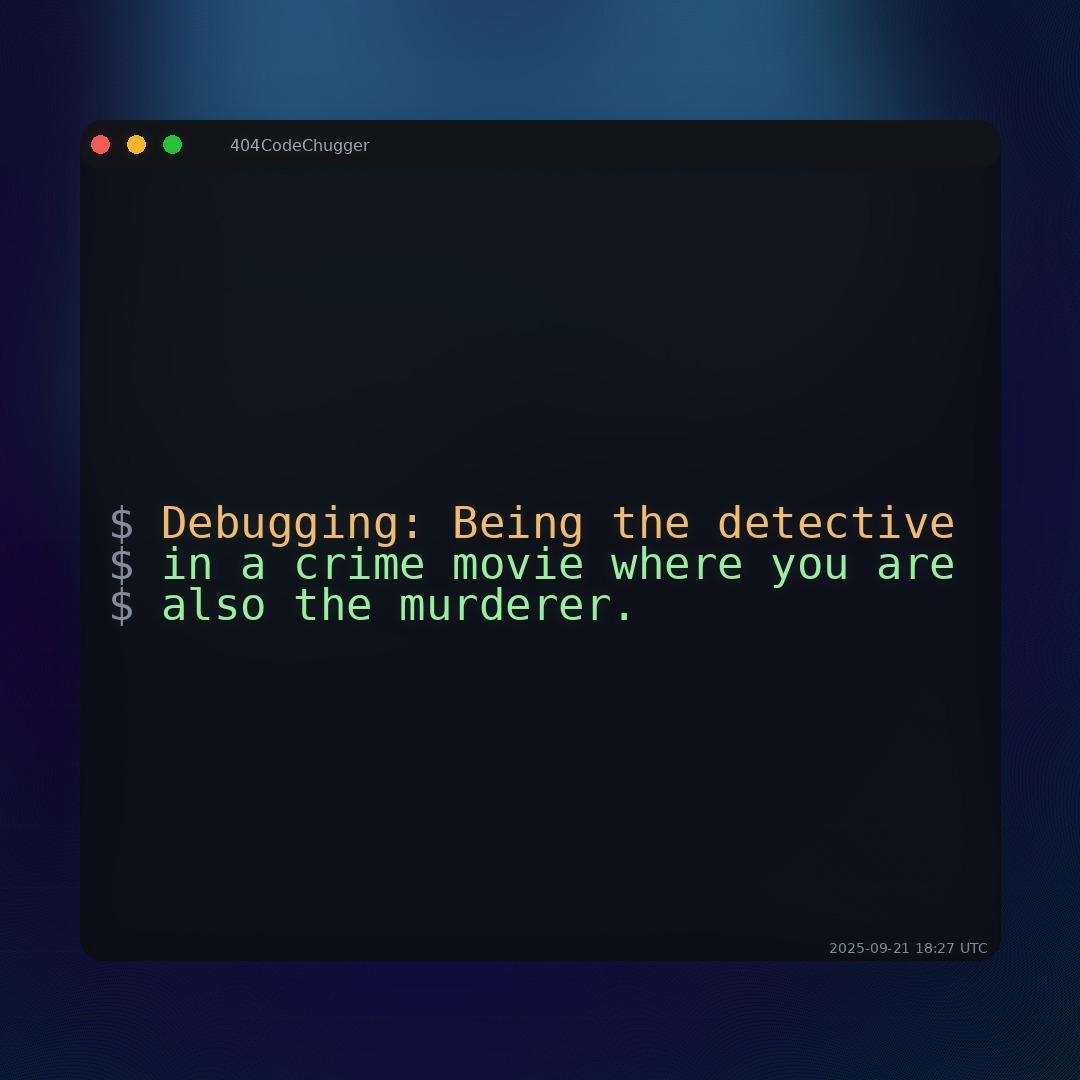 404CodeChugger
$ Debugging: Being the detective
$ in a crime movie where you are
$ also the murderer.
2025-09-21 18:27 UTC